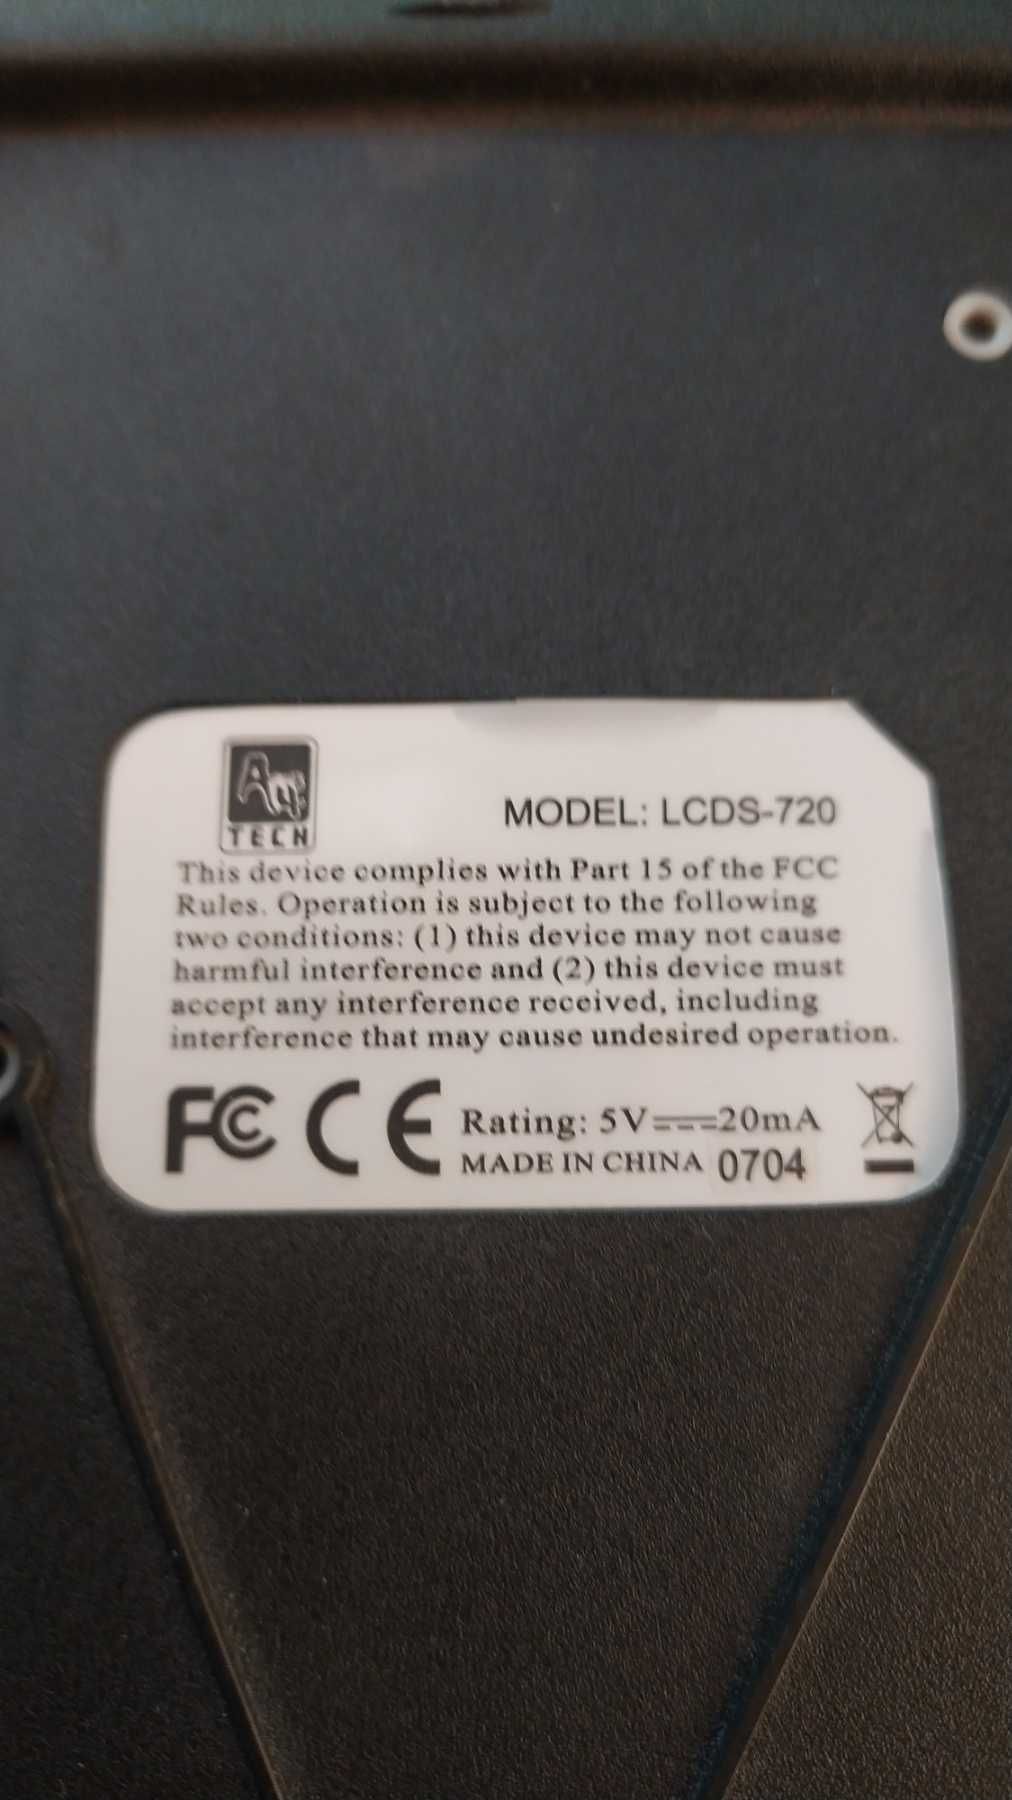 A4
TECH
MODEL: LCDS-720
This device complies with Part 15 of the FCC
Rules. Operation is subject to the following
two conditions: (1) this device may not cause
harmful interference and (2) this device must
accept any interference received, including
interference that may cause undesired operation.
FC CE Rating: 5V⎓20mA
MADE IN CHINA 0704